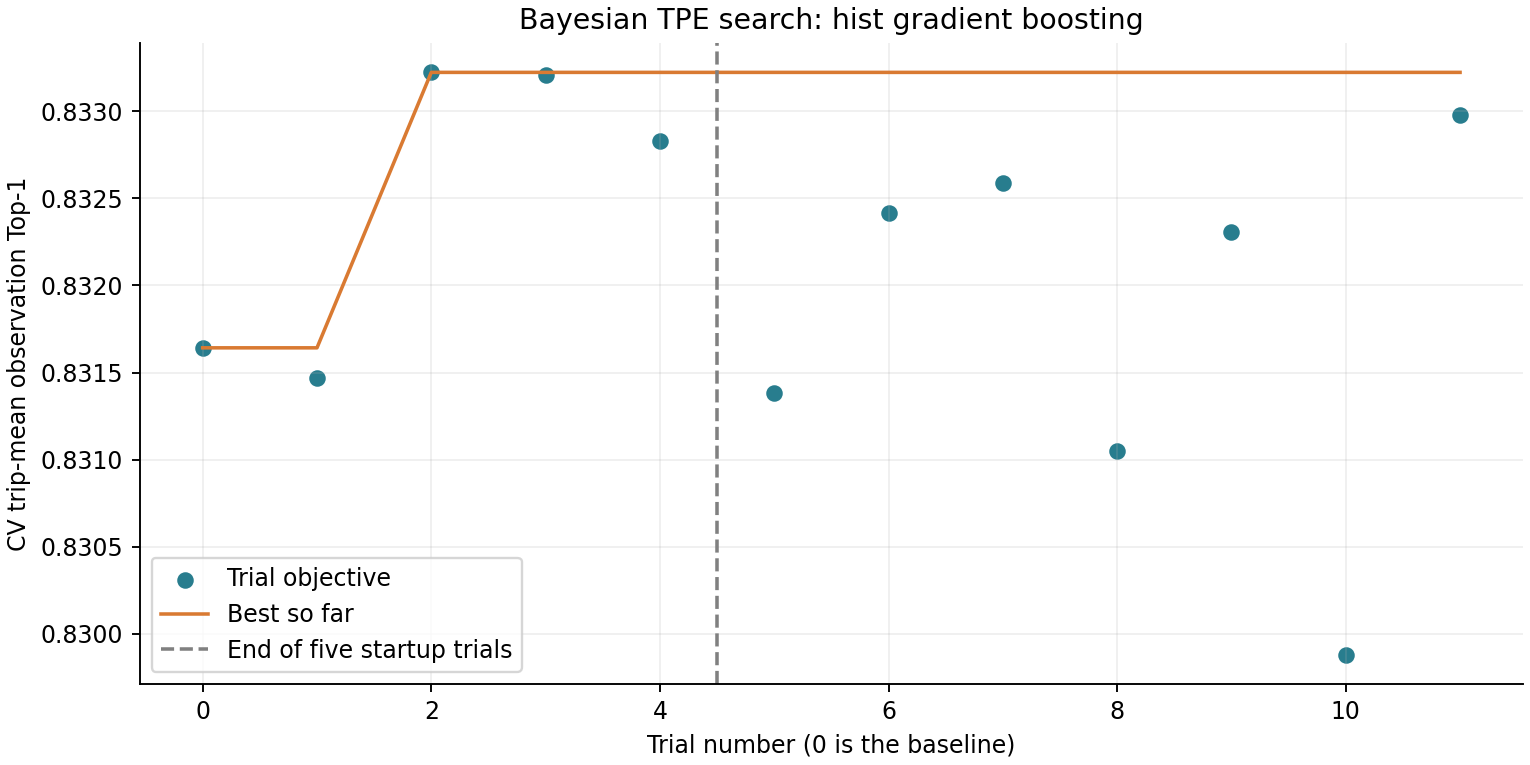 Bayesian TPE search: hist gradient boosting
CV trip-mean observation Top-1
0.8330
0.8325
0.8320
0.8315
0.8310
0.8305
0.8300
Trial objective
Best so far
End of five startup trials
0 2 4 6 8 10
Trial number (0 is the baseline)